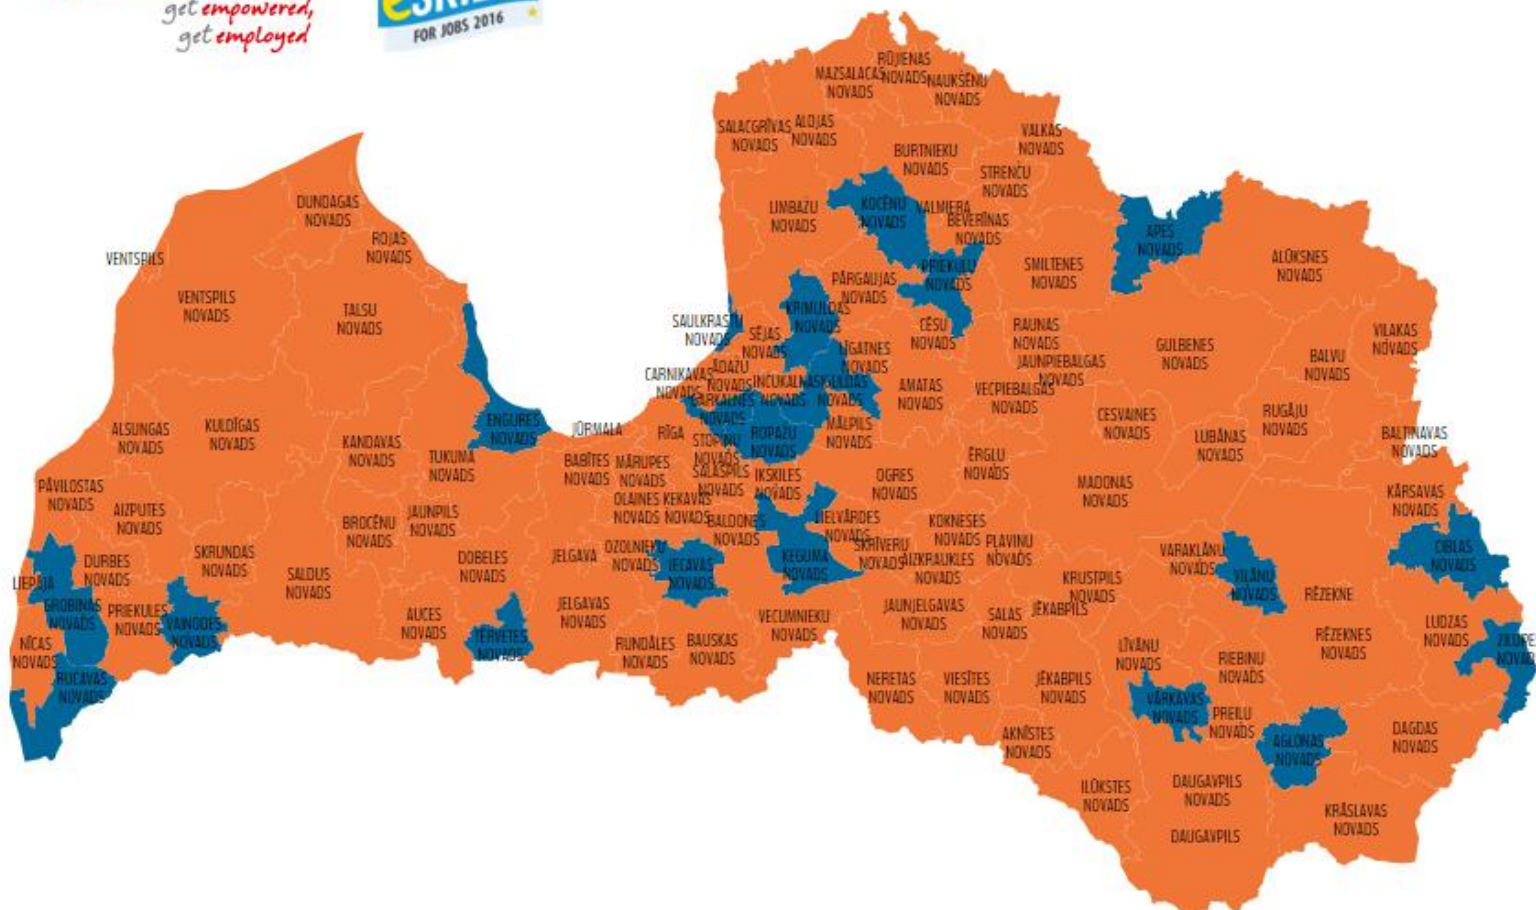 get empowered,
get employed
FOR JOBS 2016
RŪJIENAS
NOVADS
MAZSALACAS
NOVADS
NAUKŠĒNU
NOVADS
SALACGRĪVAS
NOVADS
ALOJAS
NOVADS
VALKAS
NOVADS
BURTNIEKU
NOVADS
STRENČU
NOVADS
DUNDAGAS
NOVADS
LIMBAŽU
NOVADS
KOCĒNU
NOVADS
VALMIERA
BEVERĪNAS
NOVADS
APES
NOVADS
ROJAS
NOVADS
VENTSPILS
PRIEKUĻU
NOVADS
SMILTENES
NOVADS
ALŪKSNES
NOVADS
VENTSPILS
NOVADS
TALSU
NOVADS
PĀRGAUJAS
NOVADS
KRIMULDAS
NOVADS
SAULKRASTU
NOVADS
SĒJAS
NOVADS
CĒSU
NOVADS
RAUNAS
NOVADS
VILAKAS
NOVADS
LĪGATNES
NOVADS
JAUNPIEBALGAS
NOVADS
GULBENES
NOVADS
BALVU
NOVADS
CARNIKAVAS
NOVADS
ĀDAŽU
NOVADS
INČUKALNA
NOVADS
SIGULDAS
NOVADS
AMATAS
NOVADS
VECPIEBALGAS
NOVADS
GARKALNES
NOVADS
ALSUNGAS
NOVADS
KULDĪGAS
NOVADS
KANDAVAS
NOVADS
ENGURES
NOVADS
JŪRMALA
RĪGA
ROPAŽU
NOVADS
MĀLPILS
NOVADS
CESVAINES
NOVADS
LUBĀNAS
NOVADS
RUGĀJU
NOVADS
BALTINAVAS
NOVADS
STOPIŅU
NOVADS
TUKUMA
NOVADS
BABĪTES
NOVADS
MĀRUPES
NOVADS
SALASPILS
NOVADS
IKSKILES
NOVADS
OGRES
NOVADS
ĒRGĻU
NOVADS
MADONAS
NOVADS
PĀVILOSTAS
NOVADS
AIZPUTES
NOVADS
BROCĒNU
NOVADS
JAUNPILS
NOVADS
OLAINES
NOVADS
KEKAVAS
NOVADS
BALDONES
NOVADS
LIELVĀRDES
NOVADS
KOKNESES
NOVADS
KĀRSAVAS
NOVADS
DURBES
NOVADS
SKRUNDAS
NOVADS
SALDUS
NOVADS
DOBELES
NOVADS
JELGAVA
OZOLNIEKU
NOVADS
IECAVAS
NOVADS
KEGUMA
NOVADS
SKRĪVERU
NOVADS
AIZKRAUKLES
NOVADS
PĻAVIŅU
NOVADS
VARAKĻĀNU
NOVADS
VIĻĀNU
NOVADS
CIBLAS
NOVADS
LIEPĀJA
GROBIŅAS
NOVADS
PRIEKULES
NOVADS
VAIŅODES
NOVADS
AUCES
NOVADS
TĒRVETES
NOVADS
JELGAVAS
NOVADS
RUNDĀLES
NOVADS
BAUSKAS
NOVADS
VECUMNIEKU
NOVADS
JAUNJELGAVAS
NOVADS
SALAS
NOVADS
JĒKABPILS
KRUSTPILS
NOVADS
RĒZEKNE
RĒZEKNES
NOVADS
LUDZAS
NOVADS
NĪCAS
NOVADS
RUCAVAS
NOVADS
NERETAS
NOVADS
VIESĪTES
NOVADS
JĒKABPILS
NOVADS
LĪVĀNU
NOVADS
RIEBIŅU
NOVADS
VĀRKAVAS
NOVADS
PREIĻU
NOVADS
AGLONAS
NOVADS
DAGDAS
NOVADS
AKNĪSTES
NOVADS
ILŪKSTES
NOVADS
DAUGAVPILS
NOVADS
DAUGAVPILS
KRĀSLAVAS
NOVADS